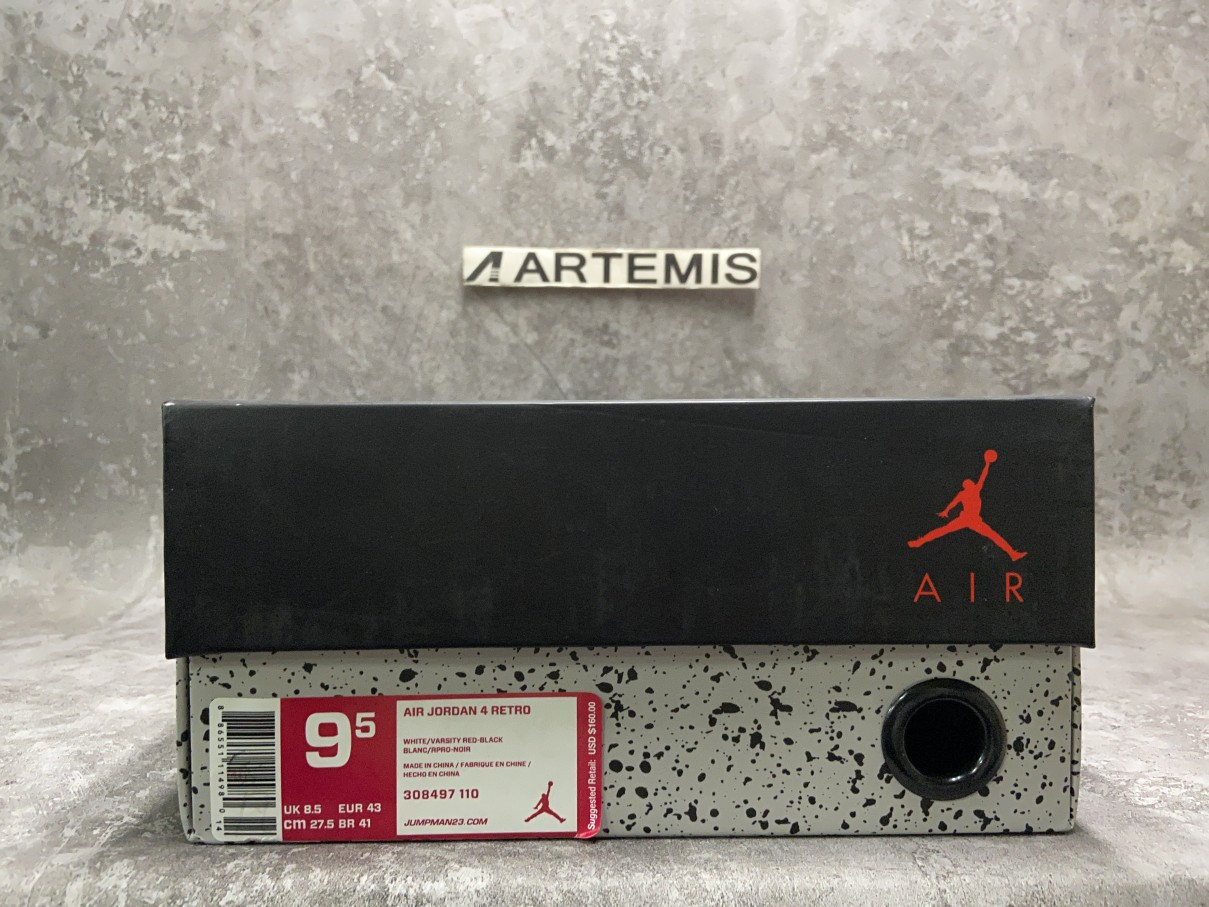 ARTEMIS
AIR
9⁵
UK 8.5 EUR 43
cm 27.5 BR 41
AIR JORDAN 4 RETRO
WHITE/VARSITY RED-BLACK
BLANC/RPRO-NOIR
MADE IN CHINA / FABRIQUE EN CHINE /
HECHO EN CHINA
308497 110
JUMPMAN23.COM
Suggested Retail: USD $160.00